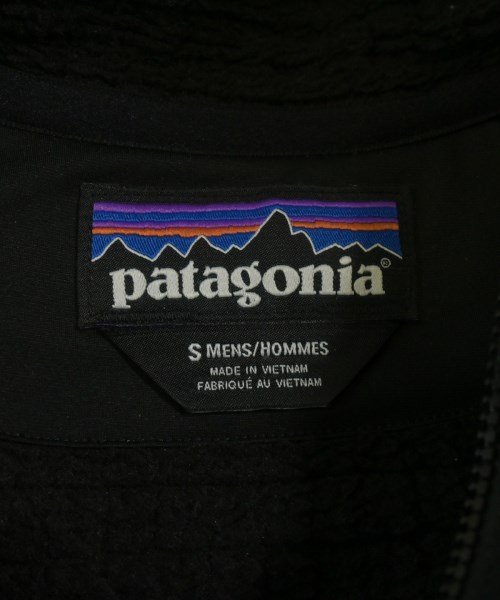 patagonia®
S MENS/HOMMES
MADE IN VIETNAM
FABRIQUÉ AU VIETNAM